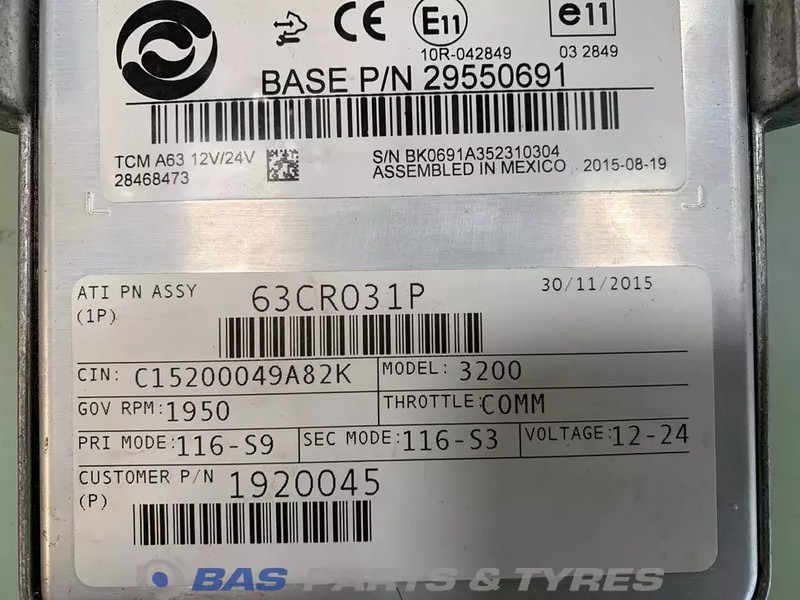 CE E11 e11
10R-042849 03 2849
BASE P/N 29550691
TCM A63 12V/24V S/N BK0691A352310304
28468473 ASSEMBLED IN MEXICO 2015-08-19
ATI PN ASSY 63CR031P 30/11/2015
(1P)
CIN: C15200049A82K MODEL: 3200
GOV RPM: 1950 THROTTLE: COMM
PRI MODE: 116-S9 SEC MODE: 116-S3 VOLTAGE: 12-24
CUSTOMER P/N 1920045
(P)
BAS PARTS & TYRES